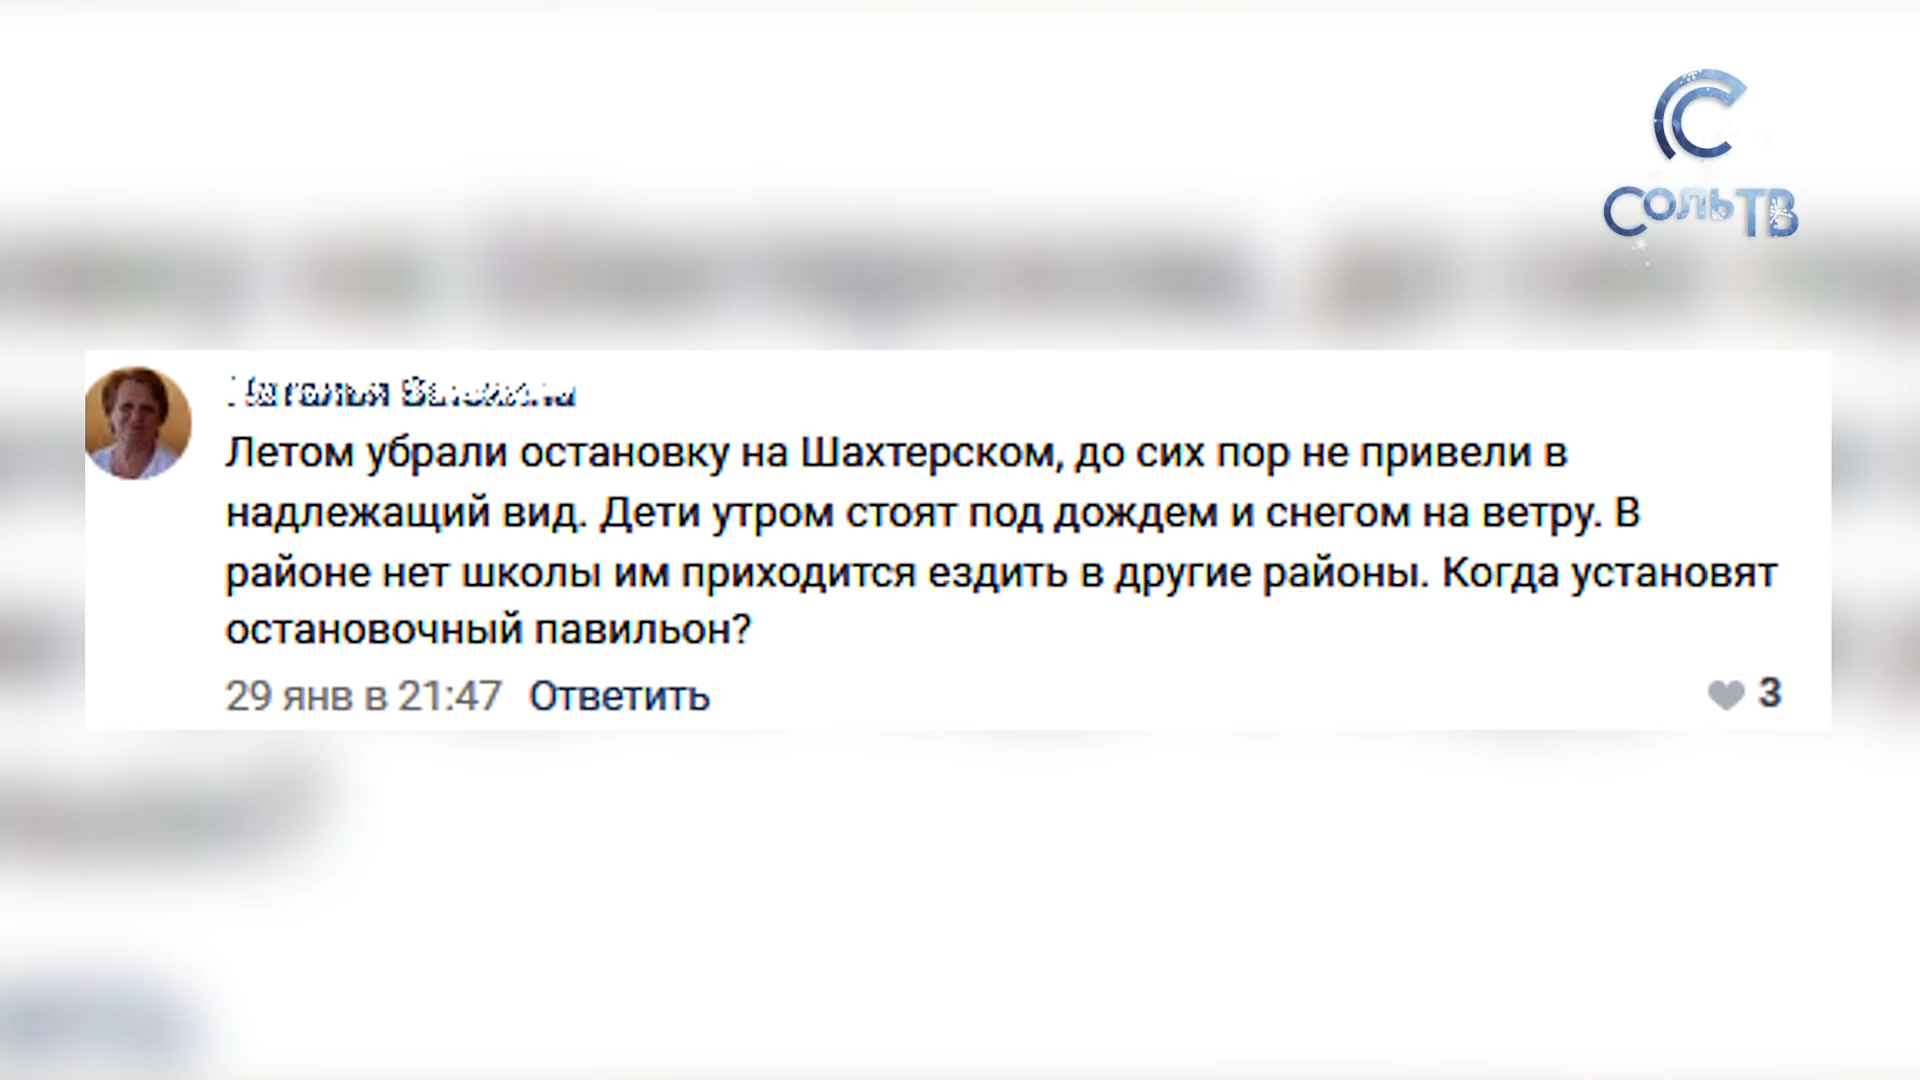 СОЛЬТВ
Летом убрали остановку на Шахтерском, до сих пор не привели в
надлежащий вид. Дети утром стоят под дождем и снегом на ветру. В
районе нет школы им приходится ездить в другие районы. Когда установят
остановочный павильон?
29 янв в 21:47 Ответить 3